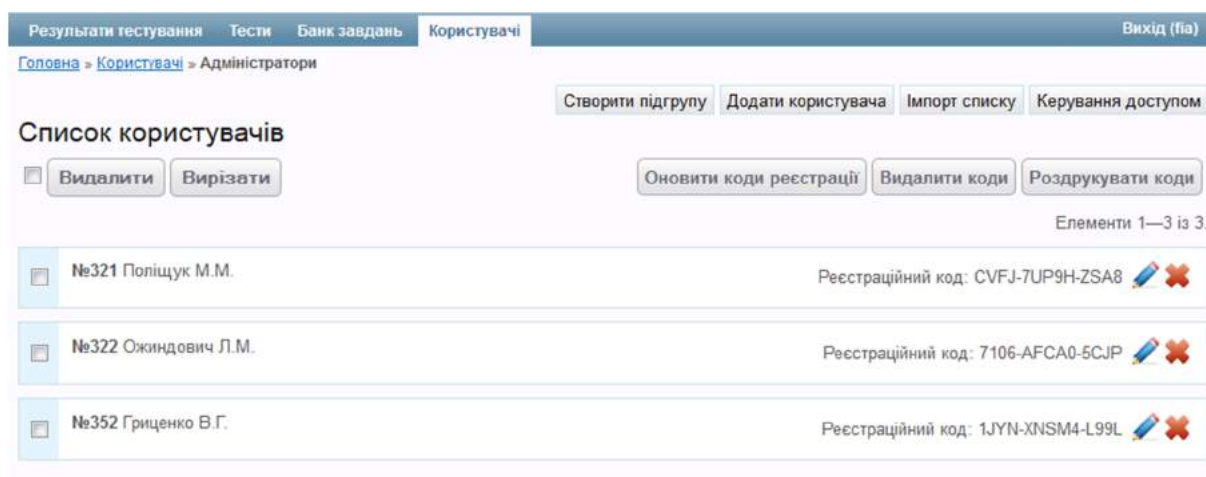 Результати тестування Тести Банк завдань Користувачі Вихід (fia)
Головна » Користувачі » Адміністратори
Створити підгрупу Додати користувача Імпорт списку Керування доступом
Список користувачів
Видалити Вирізати Оновити коди реєстрації Видалити коди Роздрукувати коди
Елементи 1—3 із 3.
№321 Поліщук М.М. Реєстраційний код: CVFJ-7UP9H-ZSA8
№322 Ожиндович Л.М. Реєстраційний код: 7106-AFCA0-5CJP
№352 Гриценко В.Г. Реєстраційний код: 1JYN-XNSM4-L99L